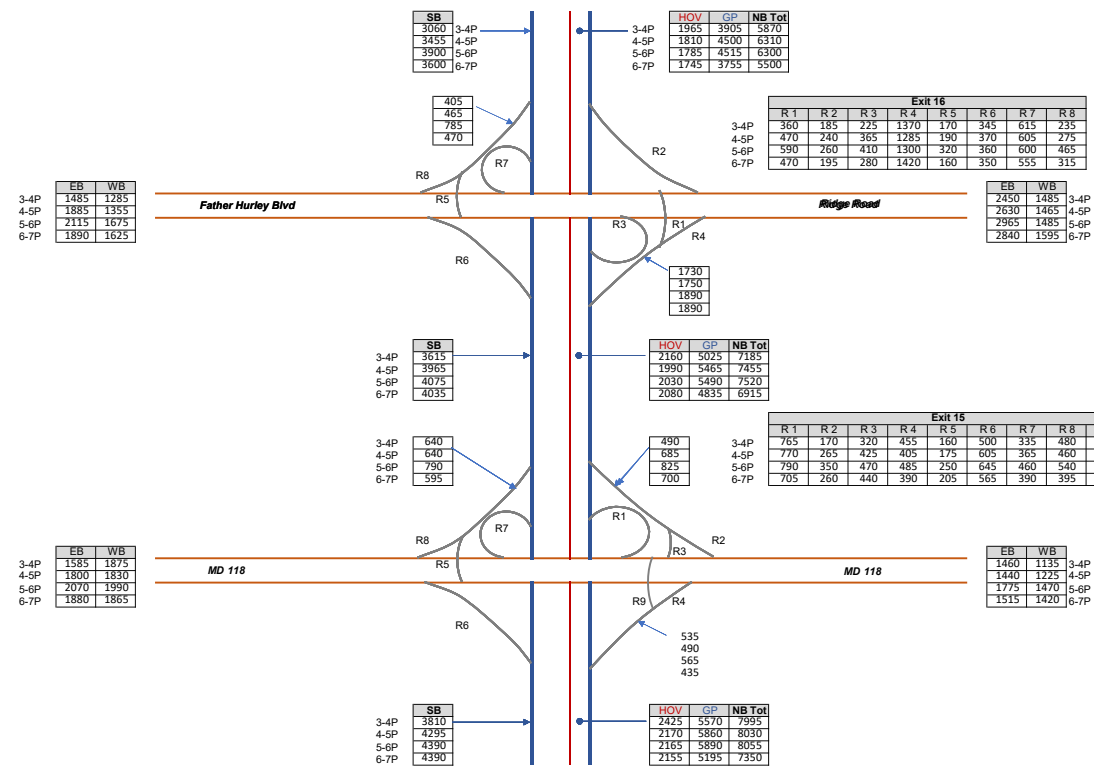 SB HOV GP NB Tot
3060 3-4P 3-4P 1965 3905 5870
3455 4-5P 4-5P 1810 4500 6310
3900 5-6P 5-6P 1785 4515 6300
3600 6-7P 6-7P 1745 3755 5500
405
465
785
470
Exit 16
R 1 R 2 R 3 R 4 R 5 R 6 R 7 R 8
3-4P 360 185 225 1370 170 345 615 235
4-5P 470 240 365 1285 190 370 605 275
5-6P 590 260 410 1300 320 360 600 465
6-7P 470 195 280 1420 160 350 555 315
R2
R7
R8
R5
EB WB
3-4P 1485 1285
4-5P 1885 1355
5-6P 2115 1675
6-7P 1890 1625
Father Hurley Blvd
Ridge Road
EB WB
2450 1485 3-4P
2630 1465 4-5P
2965 1485 5-6P
2840 1595 6-7P
R3
R1
R4
R6
1730
1750
1890
1890
SB HOV GP NB Tot
3-4P 3615 3-4P 2160 5025 7185
4-5P 3965 4-5P 1990 5465 7455
5-6P 4075 5-6P 2030 5490 7520
6-7P 4035 6-7P 2080 4835 6915
Exit 15
R 1 R 2 R 3 R 4 R 5 R 6 R 7 R 8
3-4P 765 170 320 455 160 500 335 480
4-5P 770 265 425 405 175 605 365 460
5-6P 790 350 470 485 250 645 460 540
6-7P 705 260 440 390 205 565 390 395
3-4P 640 490
4-5P 640 685
5-6P 790 825
6-7P 595 700
R7
R1
R8
R5
R3
R2
EB WB
3-4P 1585 1875
4-5P 1800 1830
5-6P 2070 1990
6-7P 1880 1865
MD 118
MD 118
EB WB
1460 1135 3-4P
1440 1225 4-5P
1775 1470 5-6P
1515 1420 6-7P
R9
R4
R6
535
490
565
435
SB HOV GP NB Tot
3-4P 3810 2425 5570 7995
4-5P 4295 2170 5860 8030
5-6P 4390 2165 5890 8055
6-7P 4390 2155 5195 7350